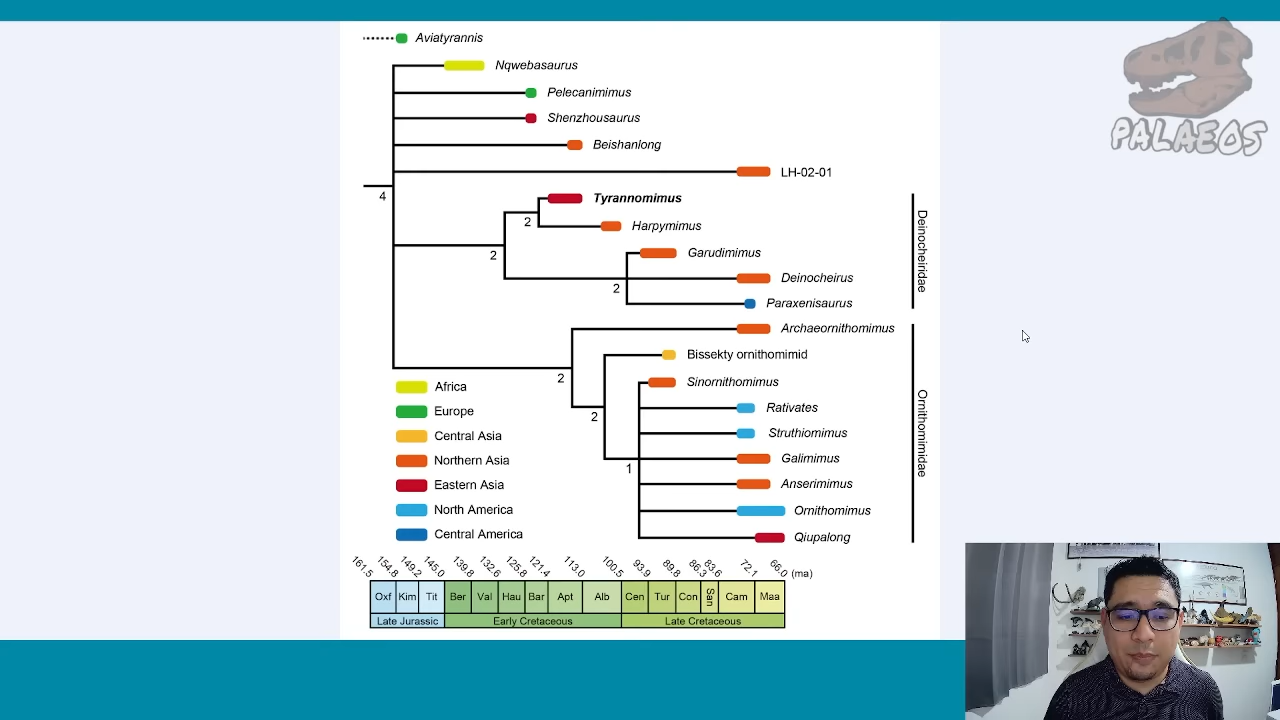 Aviatyrannis
Nqwebasaurus
Pelecanimimus
Shenzhousaurus
Beishanlong
LH-02-01
4
Tyrannomimus
2
Harpymimus
2
Garudimimus
Deinocheirus
2
Paraxenisaurus
Deinocheiridae
Archaeornithomimus
Bissekty ornithomimid
2
Sinornithomimus
Rativates
2
Struthiomimus
Galimimus
1
Anserimimus
Ornithomimus
Qiupalong
Ornithomimidae
Africa
Europe
Central Asia
Northern Asia
Eastern Asia
North America
Central America
161.5 154.8 149.2 145.0 139.8 132.6 125.8 121.4 113.0 100.5 93.9 89.8 86.3 83.6 72.1 66.0 (ma)
Oxf Kim Tit Ber Val Hau Bar Apt Alb Cen Tur Con San Cam Maa
Late Jurassic Early Cretaceous Late Cretaceous
PALAEOS